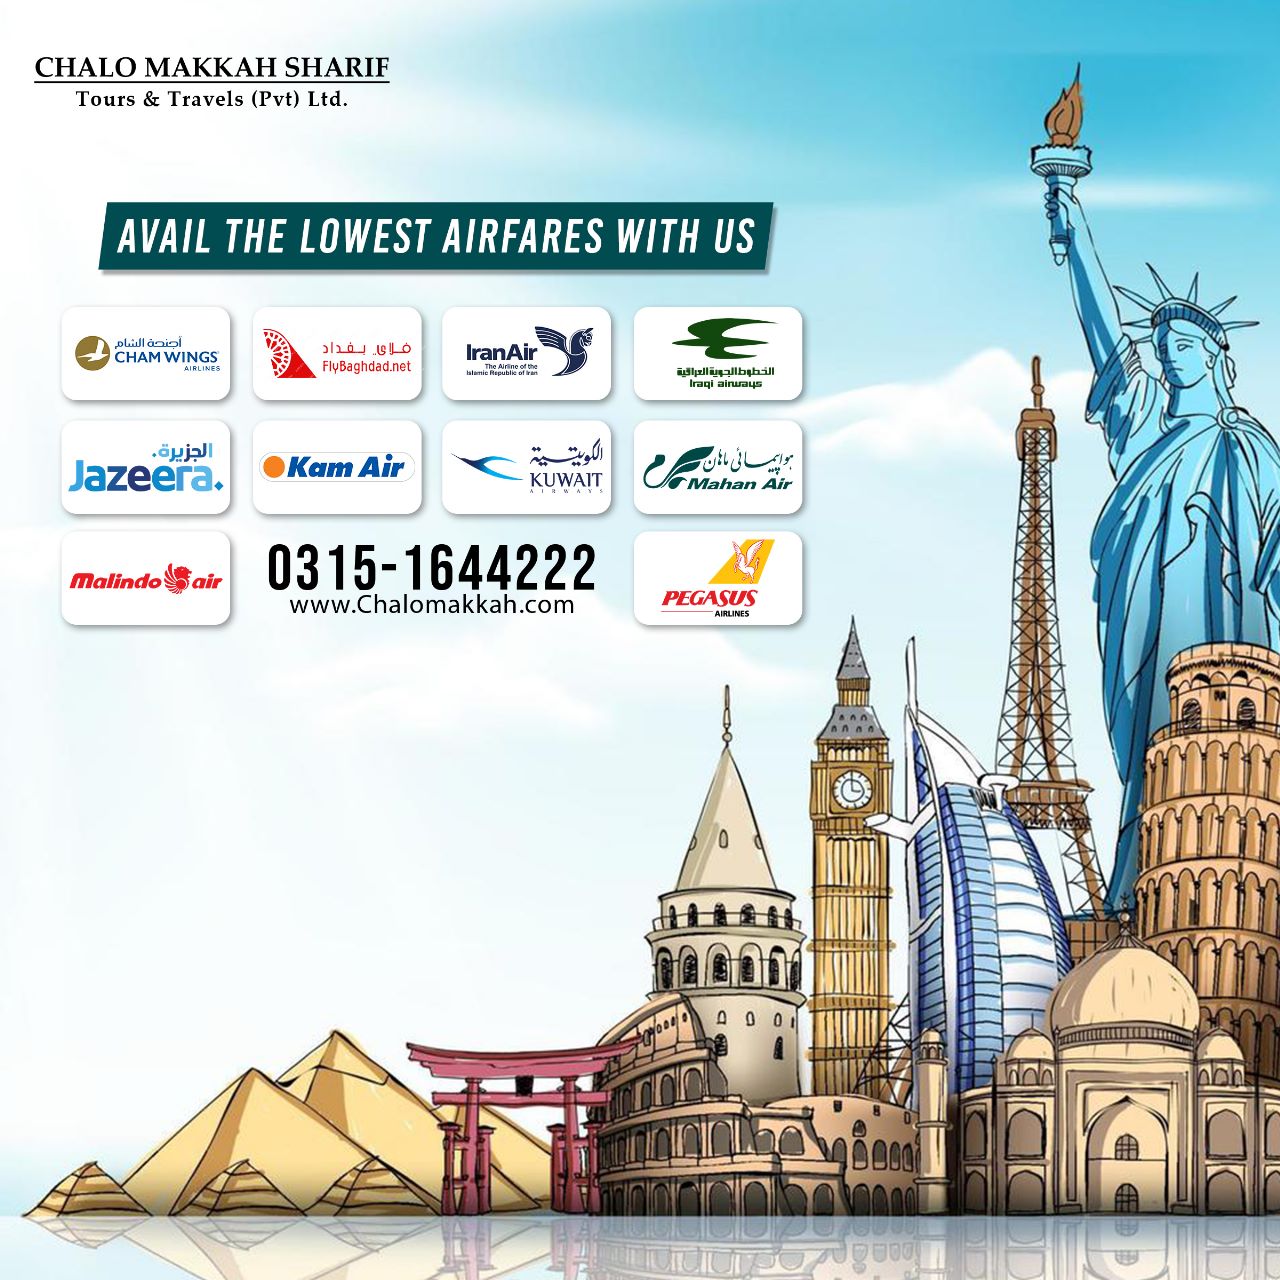 CHALO MAKKAH SHARIF
Tours & Travels (Pvt) Ltd.
AVAIL THE LOWEST AIRFARES WITH US
أجنحة الشام
CHAM WINGS
AIRLINES
فلاي بغداد
FlyBaghdad.net
IranAir
The Airline of the
Islamic Republic of Iran
الخطوط الجوية العراقية
Iraqi airways
الجزيرة
Jazeera
Kam Air
الكويتية
KUWAIT
AIRWAYS
هواپیمائی ماهان
Mahan Air
Malindo air
0315-1644222
www.Chalomakkah.com
PEGASUS
AIRLINES